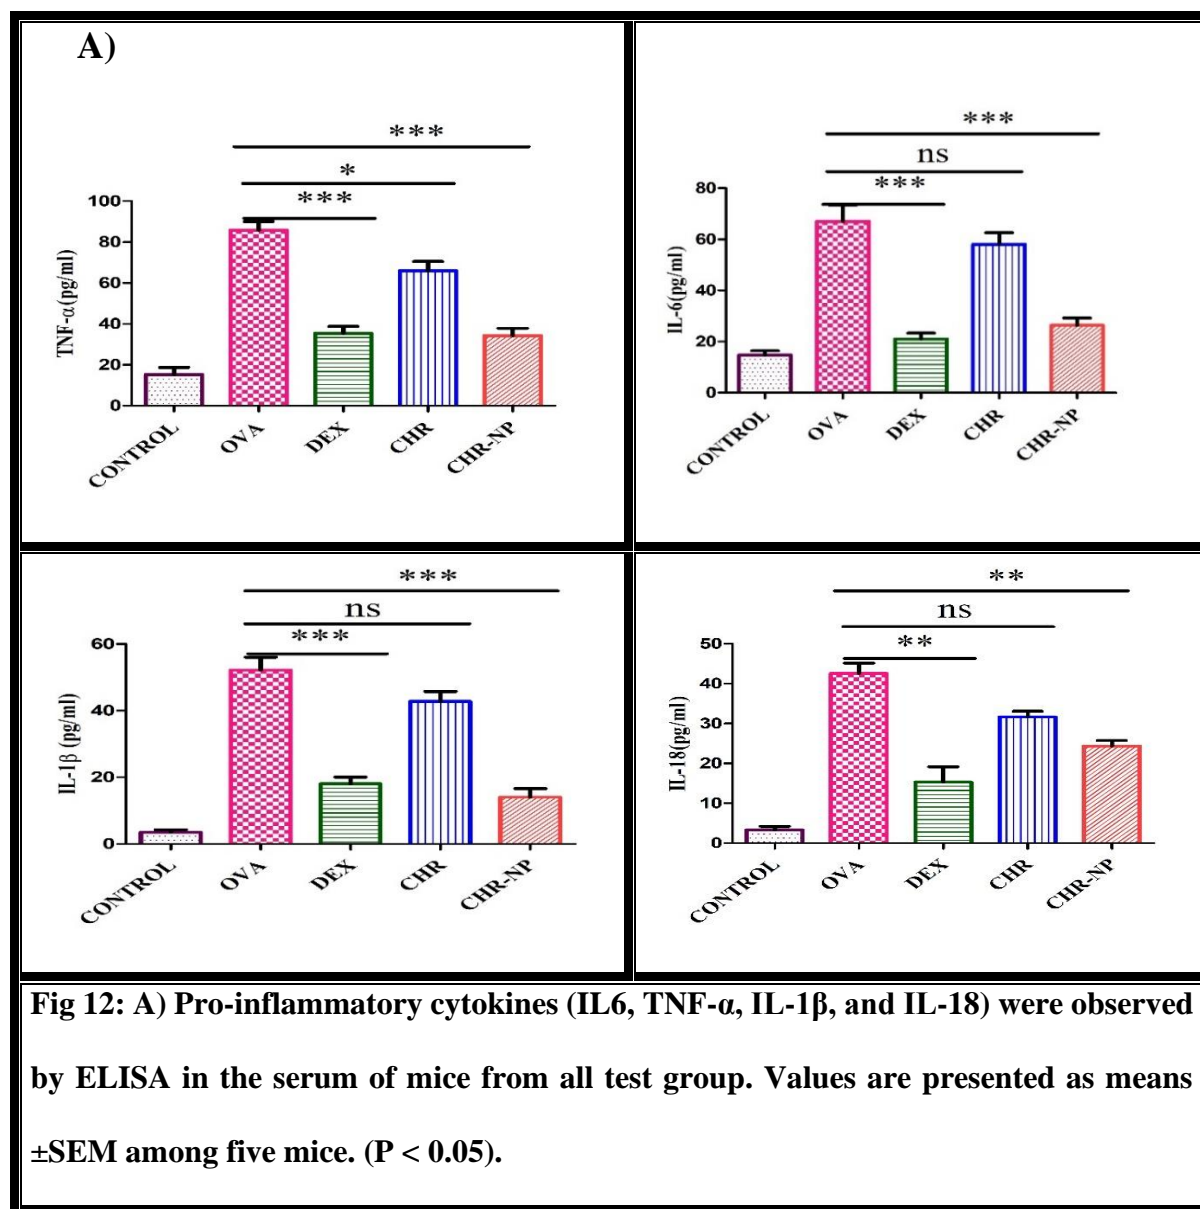 A)
***
*
***
TNF-α(pg/ml)
100
80
60
40
20
0
CONTROL
OVA
DEX
CHR
CHR-NP
***
ns
***
IL-6(pg/ml)
80
60
40
20
0
CONTROL
OVA
DEX
CHR
CHR-NP
***
ns
***
IL-1β (pg/ml)
60
40
20
0
CONTROL
OVA
DEX
CHR
CHR-NP
**
ns
**
IL-18(pg/ml)
50
40
30
20
10
0
CONTROL
OVA
DEX
CHR
CHR-NP
Fig 12: A) Pro-inflammatory cytokines (IL6, TNF-α, IL-1β, and IL-18) were observed
by ELISA in the serum of mice from all test group. Values are presented as means
±SEM among five mice. (P < 0.05).